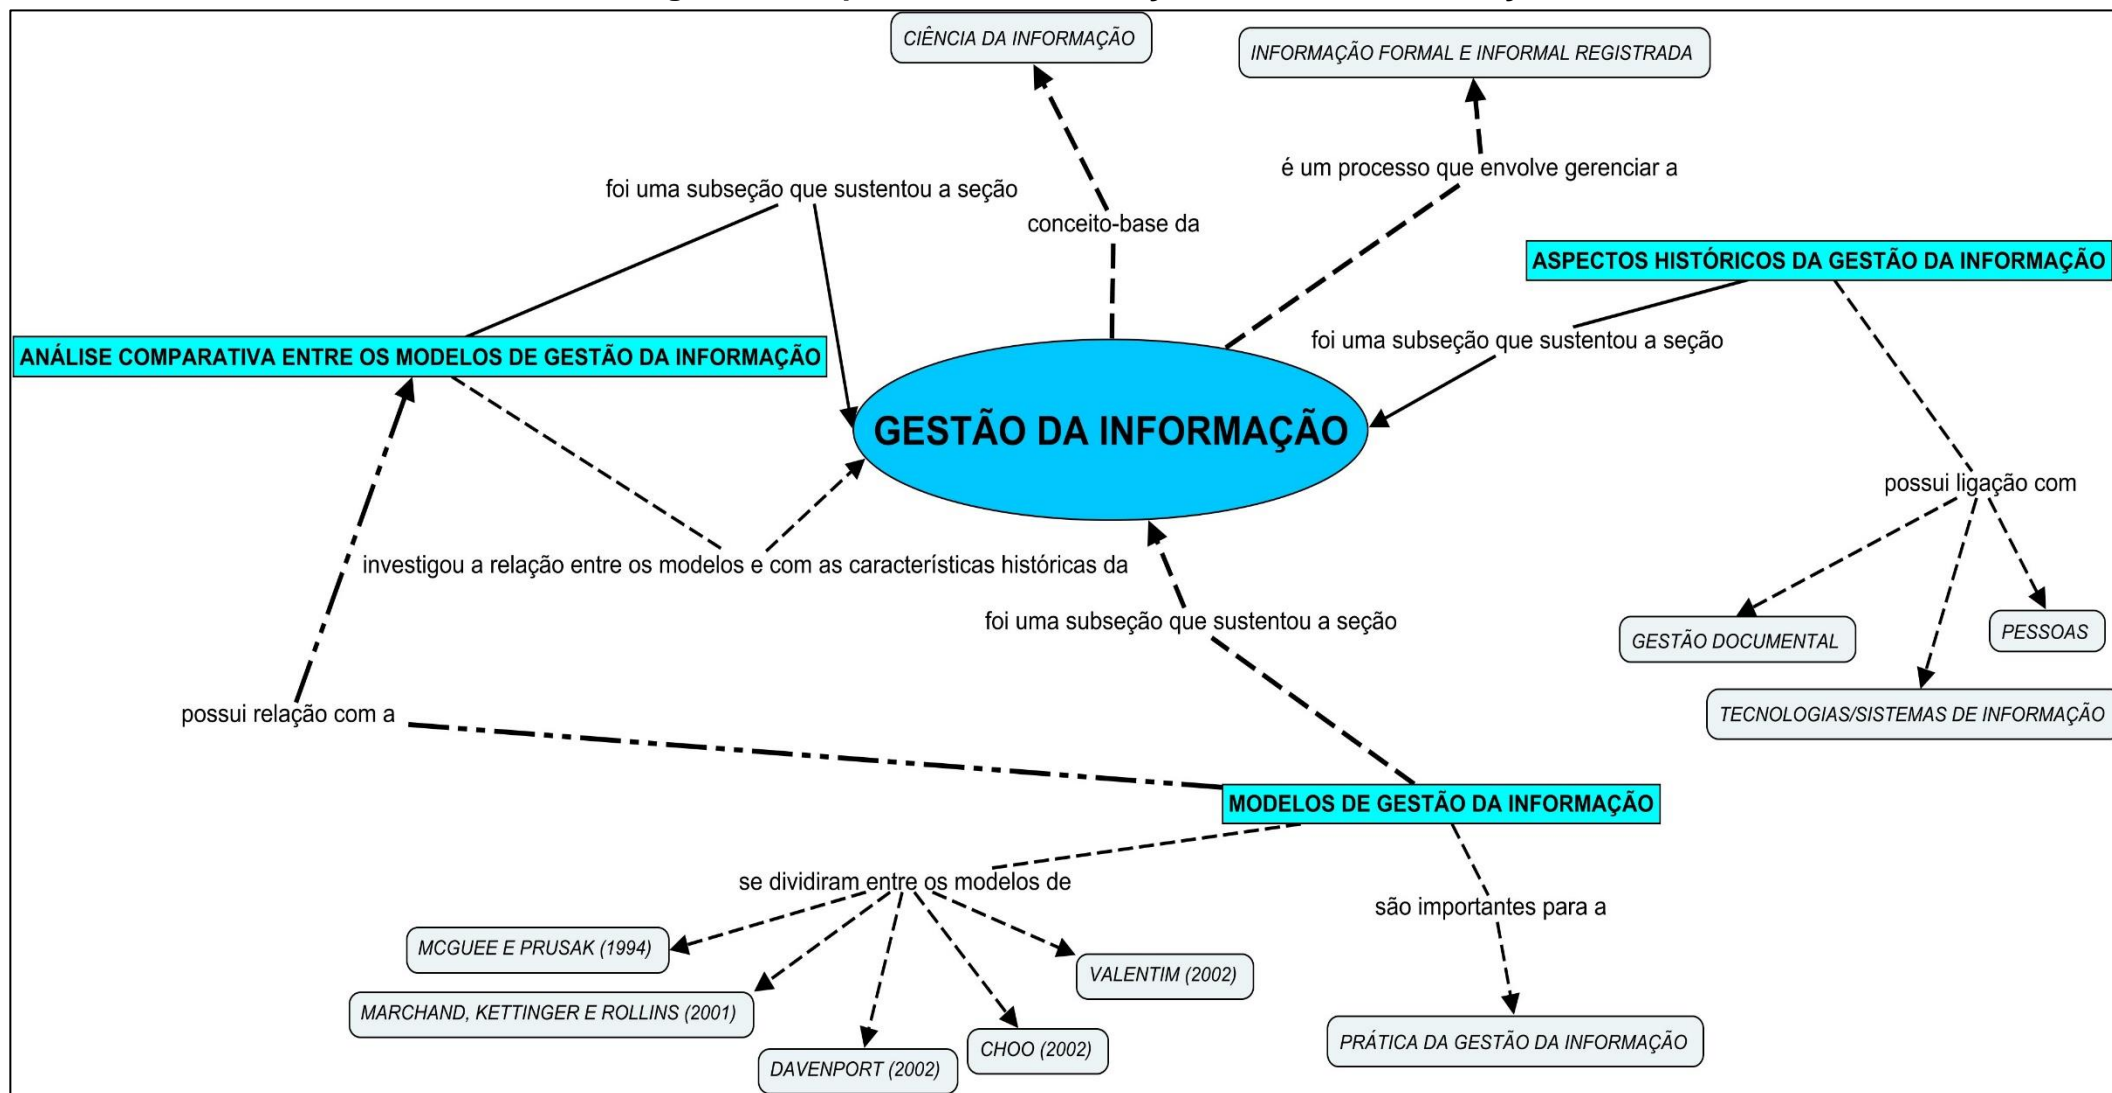 CIÊNCIA DA INFORMAÇÃO
INFORMAÇÃO FORMAL E INFORMAL REGISTRADA
é um processo que envolve gerenciar a
foi uma subseção que sustentou a seção
conceito-base da
ASPECTOS HISTÓRICOS DA GESTÃO DA INFORMAÇÃO
foi uma subseção que sustentou a seção
ANÁLISE COMPARATIVA ENTRE OS MODELOS DE GESTÃO DA INFORMAÇÃO
GESTÃO DA INFORMAÇÃO
possui ligação com
investigou a relação entre os modelos e com as características históricas da
foi uma subseção que sustentou a seção
PESSOAS
GESTÃO DOCUMENTAL
possui relação com a
TECNOLOGIAS/SISTEMAS DE INFORMAÇÃO
MODELOS DE GESTÃO DA INFORMAÇÃO
se dividiram entre os modelos de
são importantes para a
MCGUEE E PRUSAK (1994)
VALENTIM (2002)
MARCHAND, KETTINGER E ROLLINS (2001)
CHOO (2002)
PRÁTICA DA GESTÃO DA INFORMAÇÃO
DAVENPORT (2002)